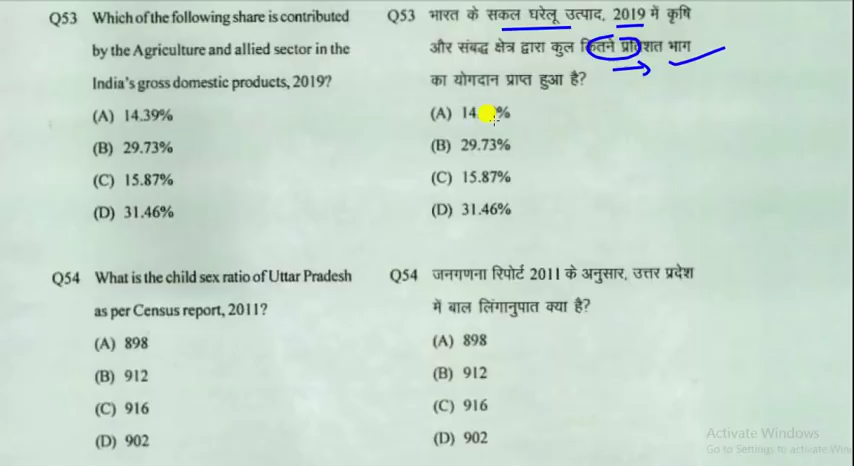 Q53 Which of the following share is contributed
by the Agriculture and allied sector in the
India's gross domestic products, 2019?
(A) 14.39%
(B) 29.73%
(C) 15.87%
(D) 31.46%
Q53 भारत के सकल घरेलू उत्पाद, 2019 में कृषि
और संबद्ध क्षेत्र द्वारा कुल कितने प्रतिशत भाग
का योगदान प्राप्त हुआ है?
(A)
(B) 29.73%
(C) 15.87%
(D) 31.46%
Q54 What is the child sex ratio of Uttar Pradesh
as per Census report, 2011?
(A) 898
(B) 912
(C) 916
(D) 902
Q54 जनगणना रिपोर्ट 2011 के अनुसार, उत्तर प्रदेश
में बाल लिंगानुपात क्या है?
(A) 898
(B) 912
(C) 916
(D) 902
Activate Windows
Go to Settings to activate Win